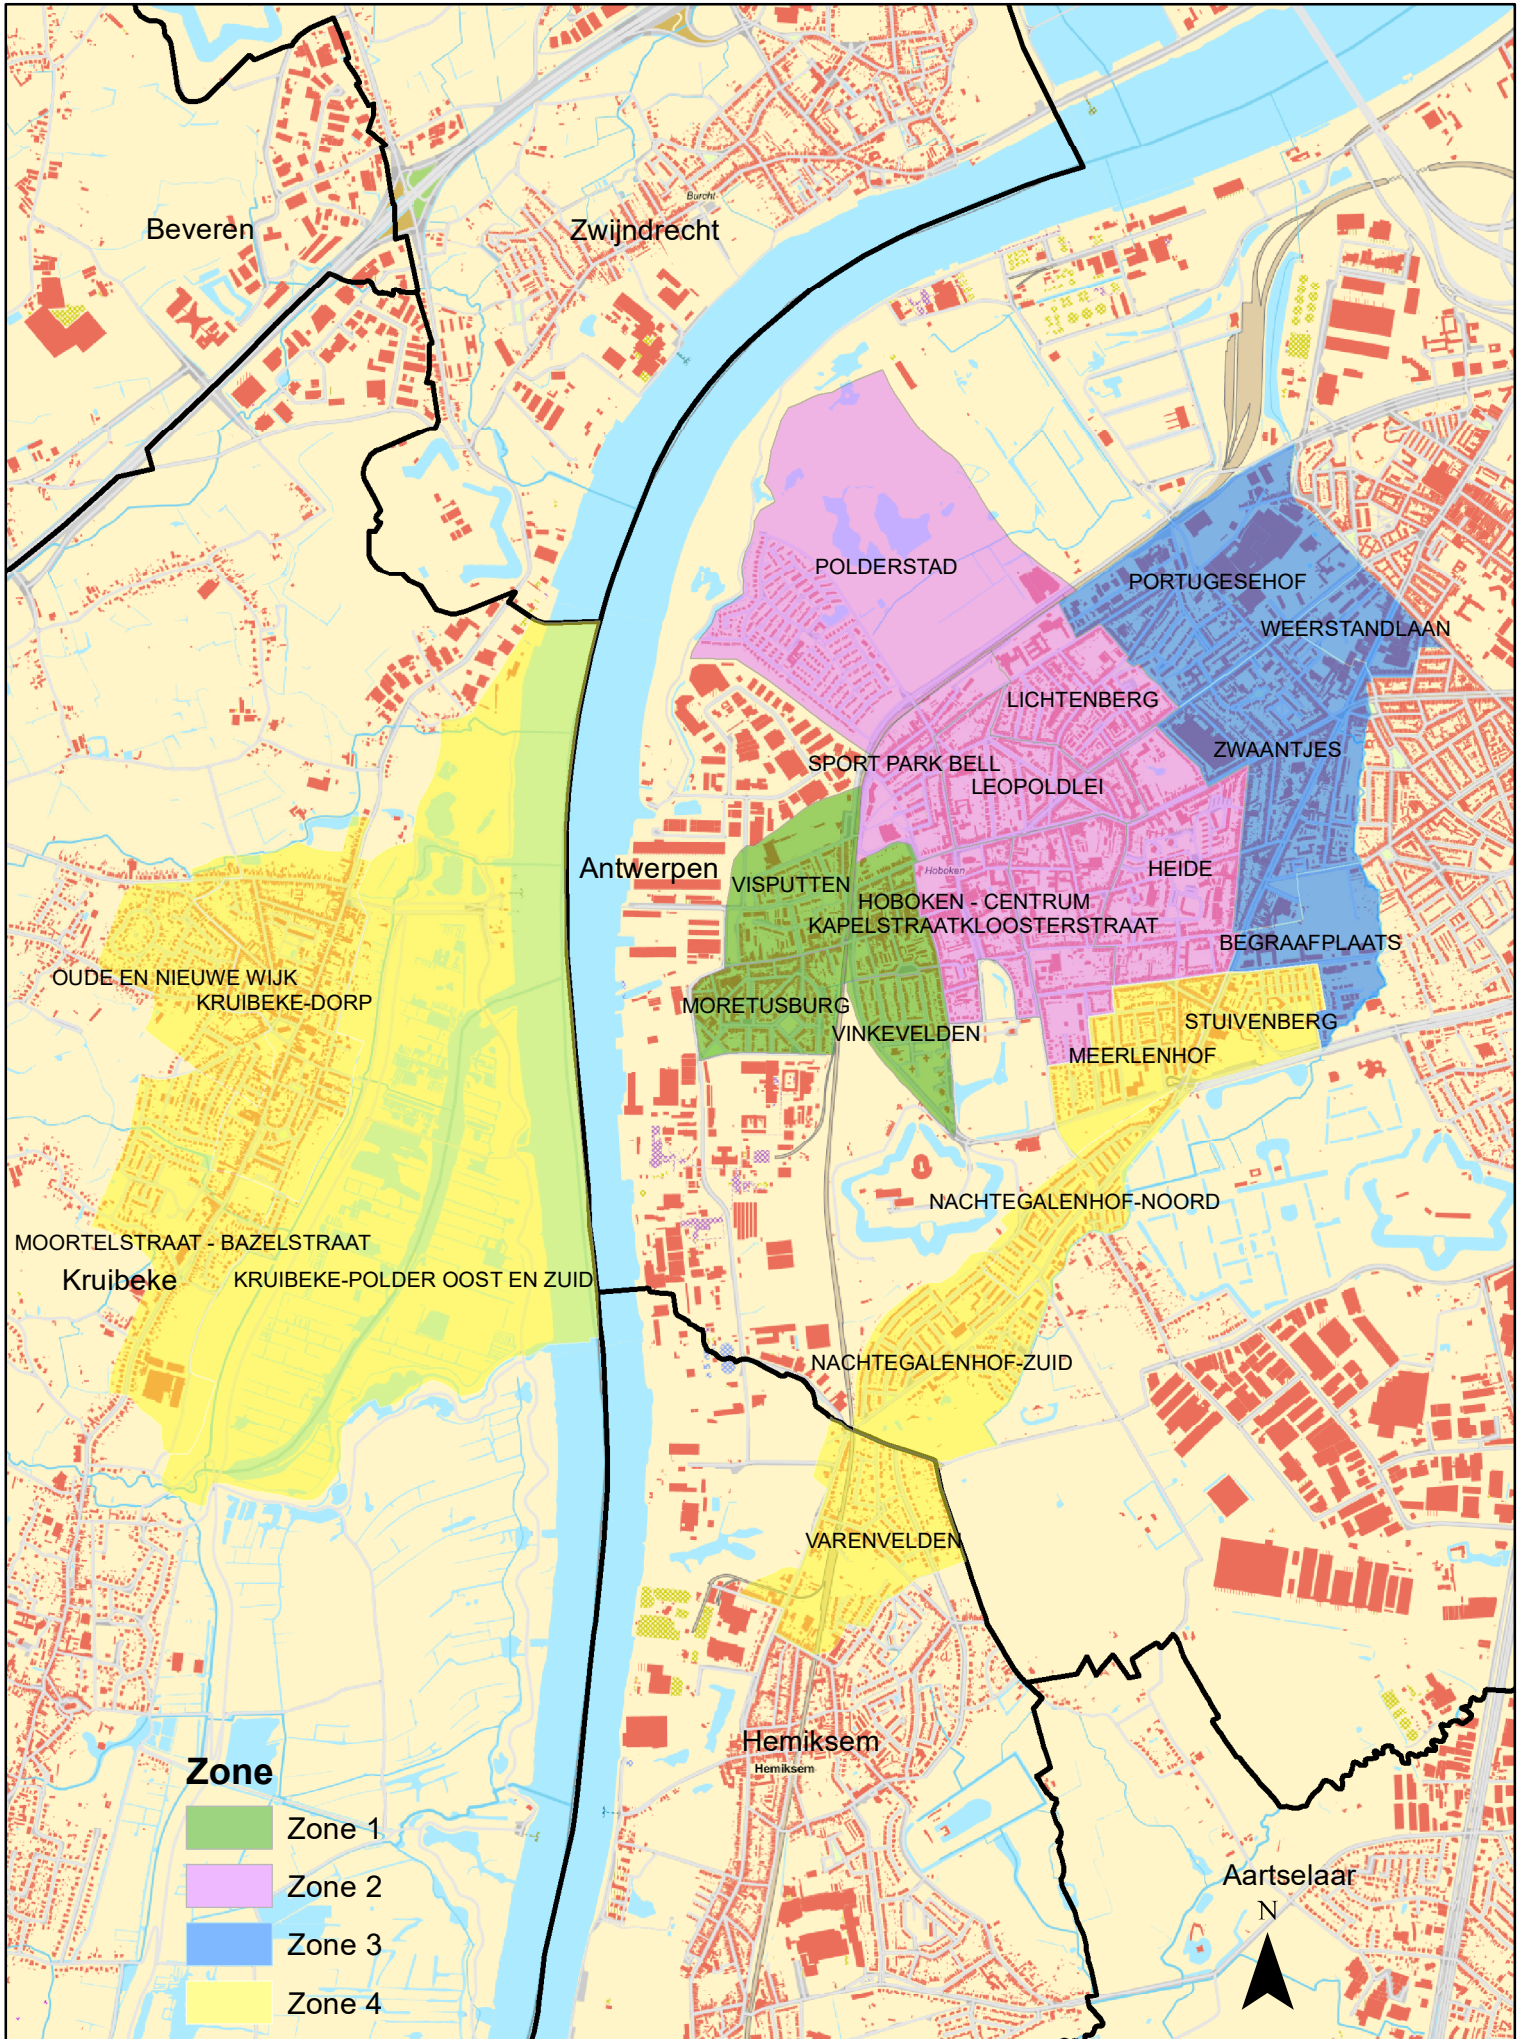 Burcht
Beveren
Zwijndrecht
POLDERSTAD
PORTUGESEHOF
WEERSTANDLAAN
LICHTENBERG
ZWAANTJES
SPORT PARK BELL
LEOPOLDLEI
Antwerpen
VISPUTTEN
Hoboken
HEIDE
HOBOKEN - CENTRUM
KAPELSTRAATKLOOSTERSTRAAT
BEGRAAFPLAATS
OUDE EN NIEUWE WIJK
KRUIBEKE-DORP
MORETUSBURG
VINKEVELDEN
STUIVENBERG
MEERLENHOF
NACHTEGALENHOF-NOORD
MOORTELSTRAAT - BAZELSTRAAT
Kruibeke
KRUIBEKE-POLDER OOST EN ZUID
NACHTEGALENHOF-ZUID
VARENVELDEN
Hemiksem
Hemiksem
Zone
Zone 1
Zone 2
Zone 3
Zone 4
Aartselaar
N